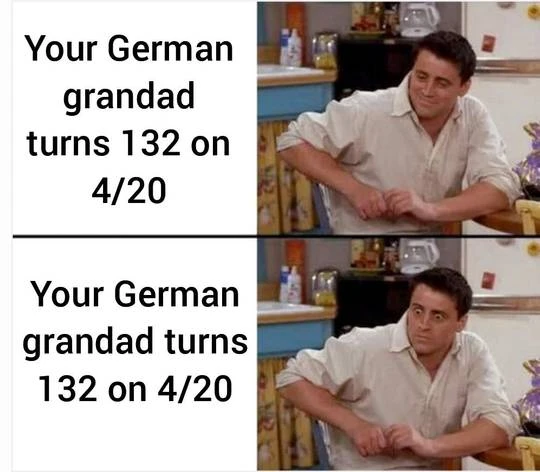 Your German
grandad
turns 132 on
4/20
Your German
grandad turns
132 on 4/20